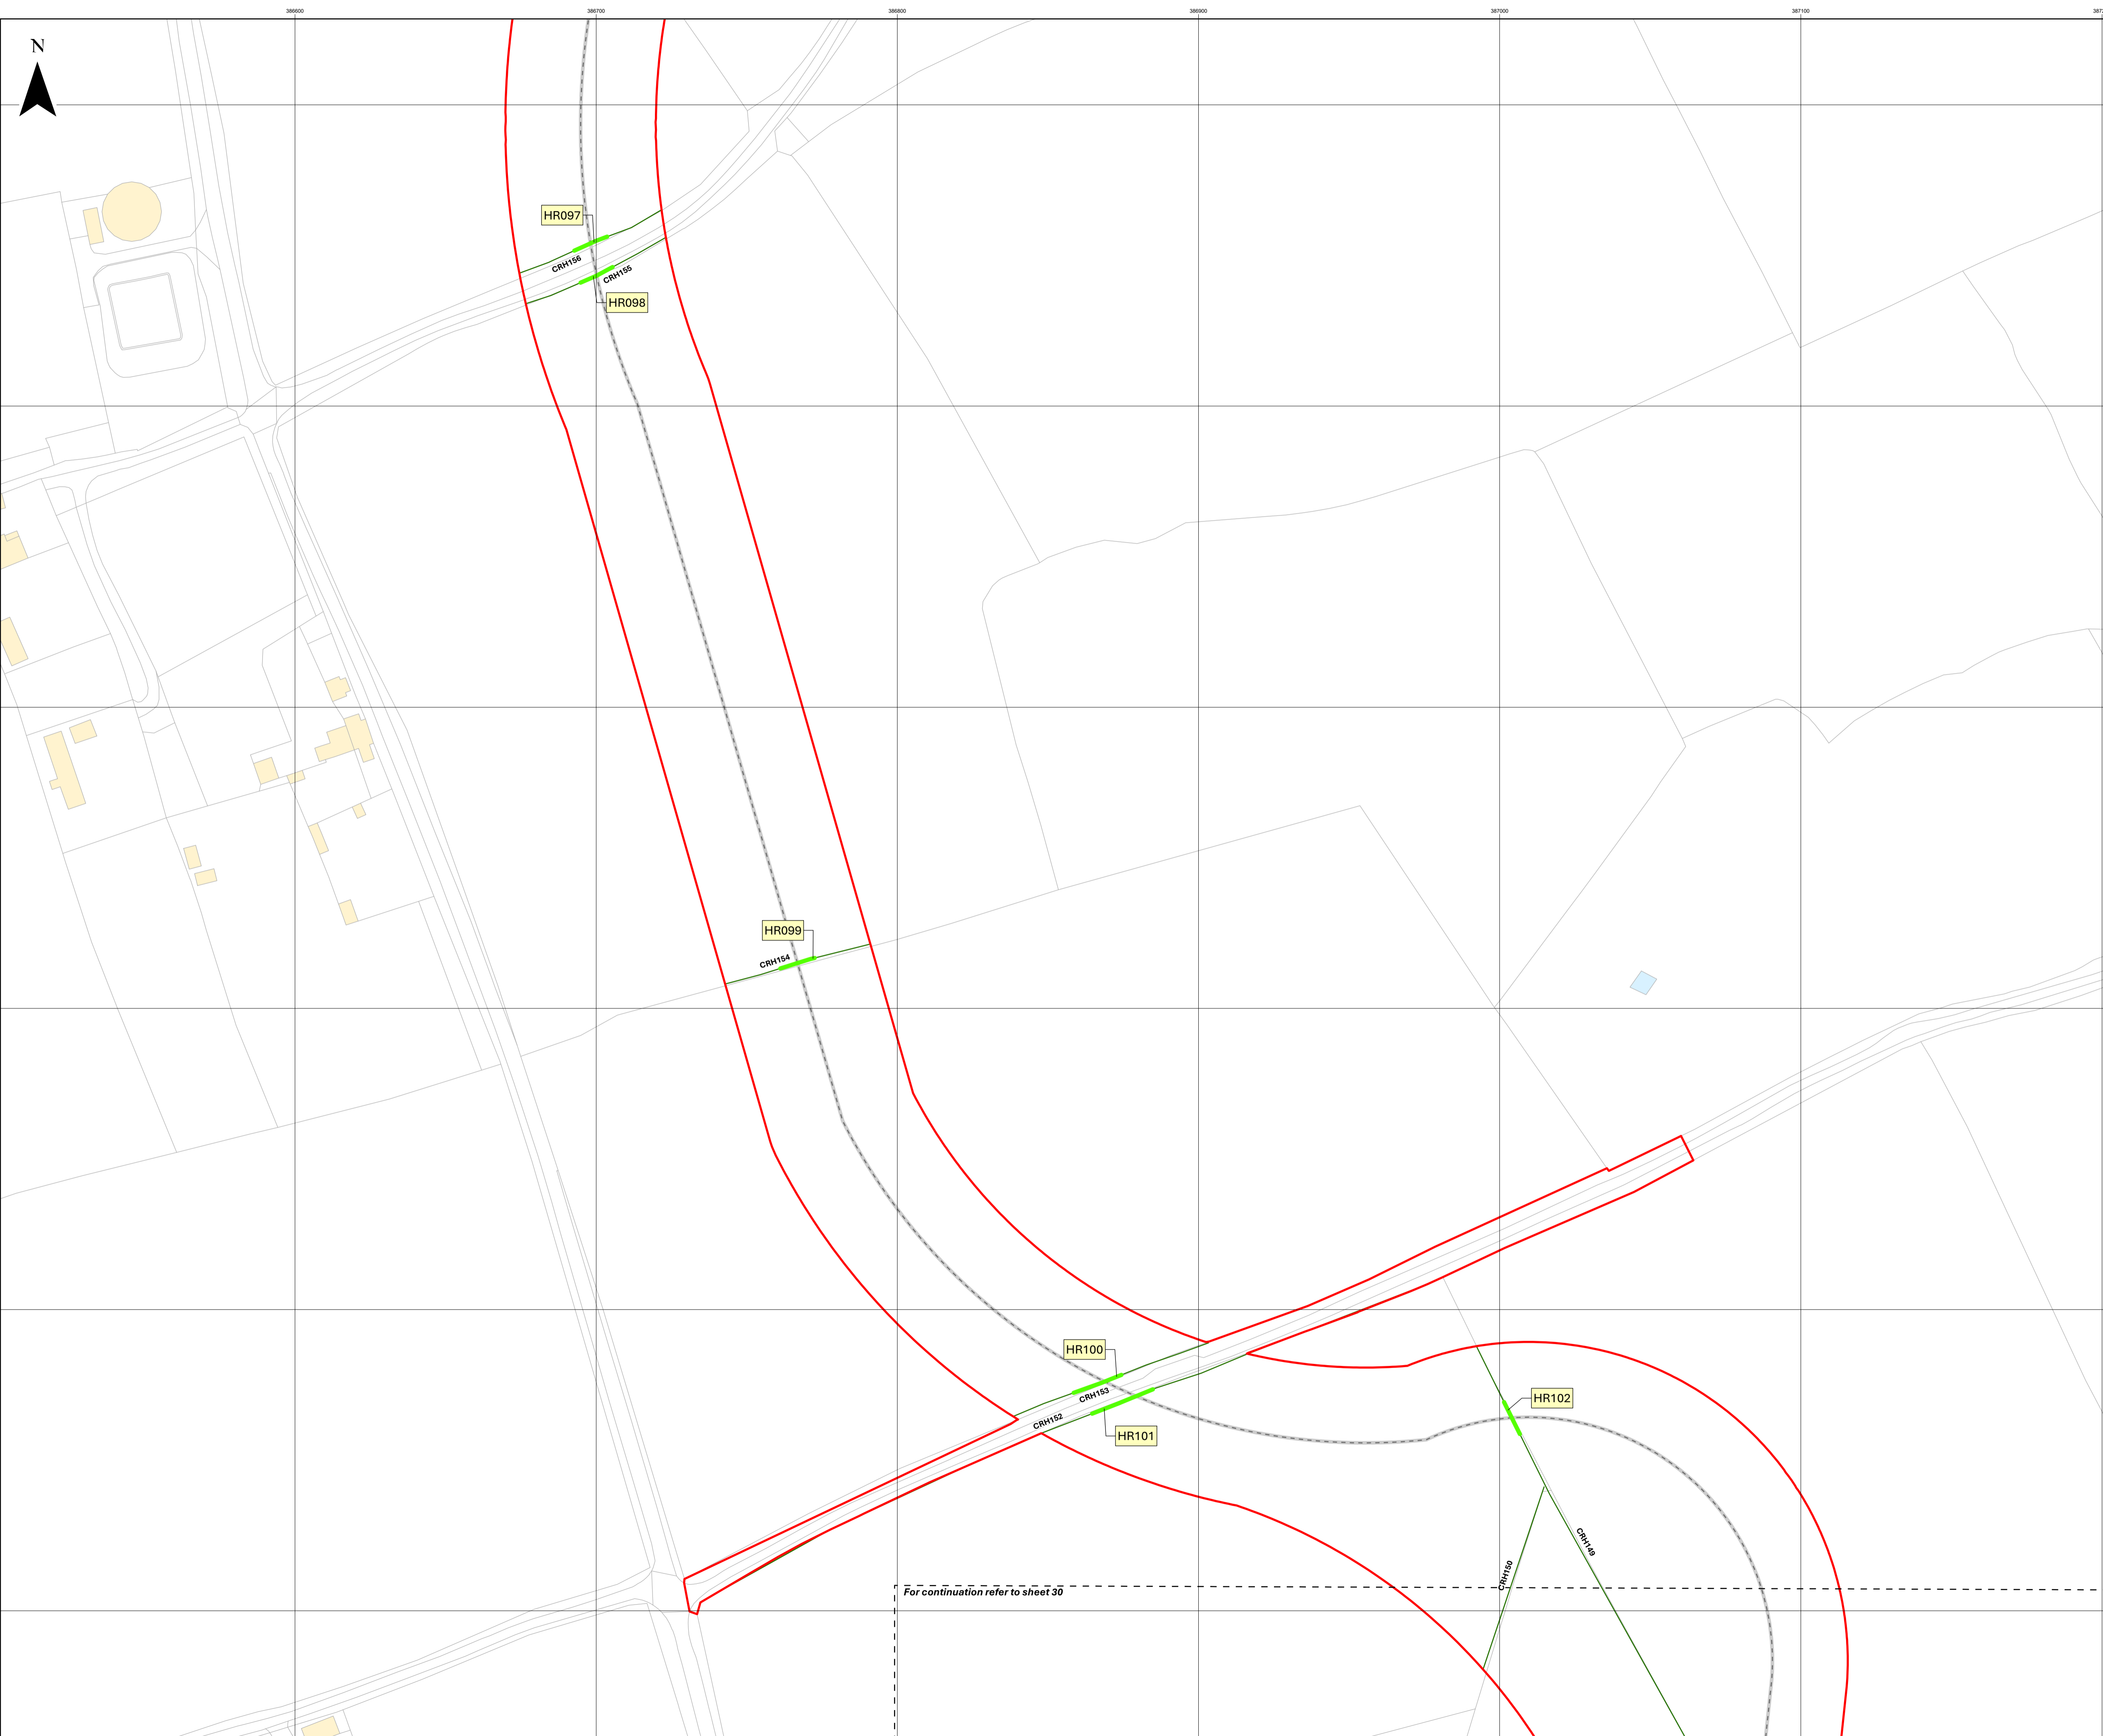 386600
386700
386800
386900
387000
387100
N
HR097
CRH156
CRH155
HR098
HR099
CRH154
HR100
CRH153
HR102
CRH152
HR101
CRH149
CRH150
For continuation refer to sheet 30